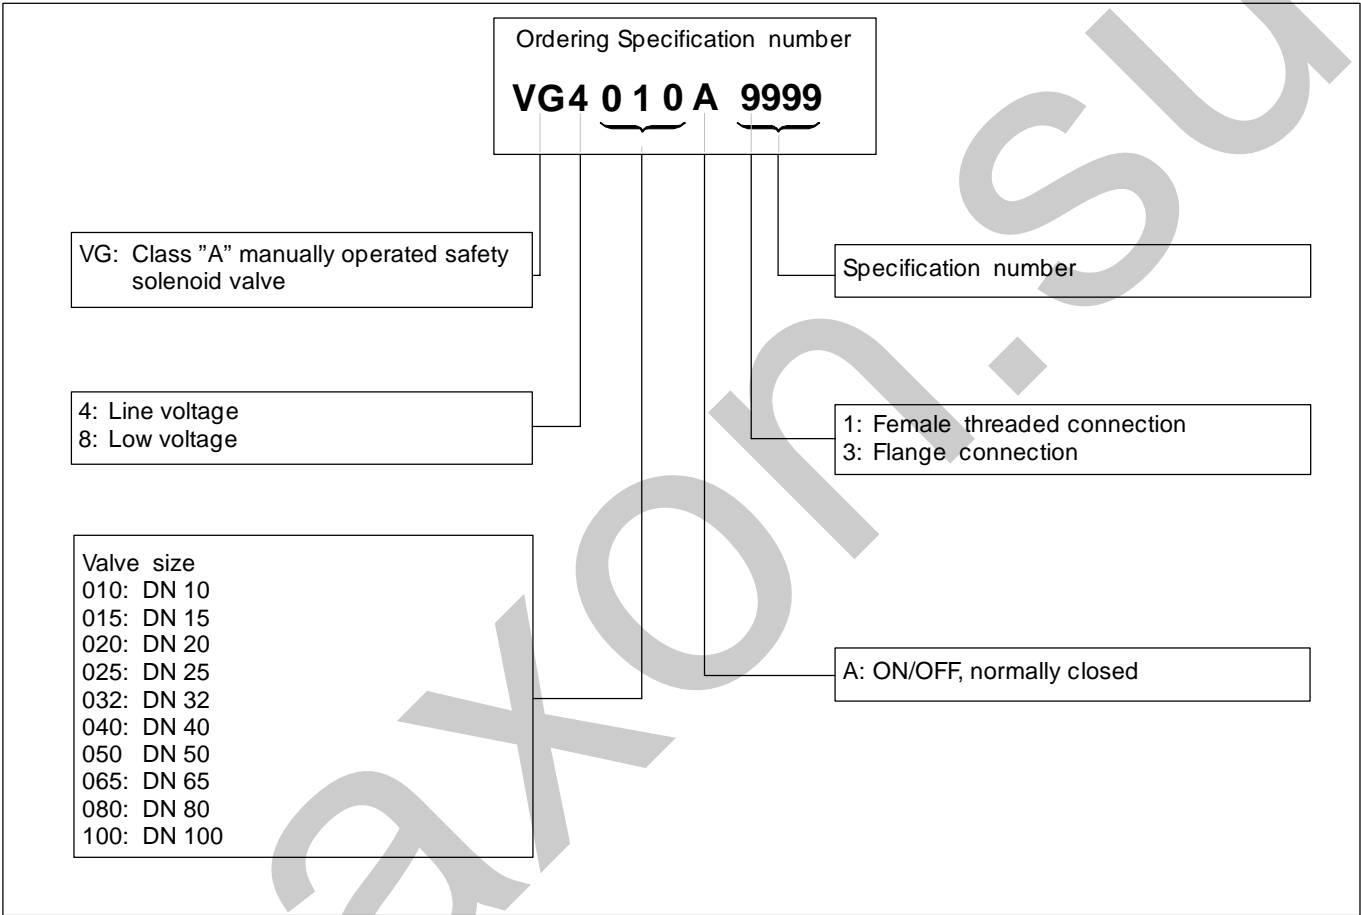 Ordering Specification number
VG4 0 1 0 A 9999
VG: Class ”A” manually operated safety
solenoid valve
Specification number
4: Line voltage
8: Low voltage
1: Female threaded connection
3: Flange connection
Valve size
010: DN 10
015: DN 15
020: DN 20
025: DN 25
032: DN 32
040: DN 40
050 DN 50
065: DN 65
080: DN 80
100: DN 100
A: ON/OFF, normally closed
axon.su